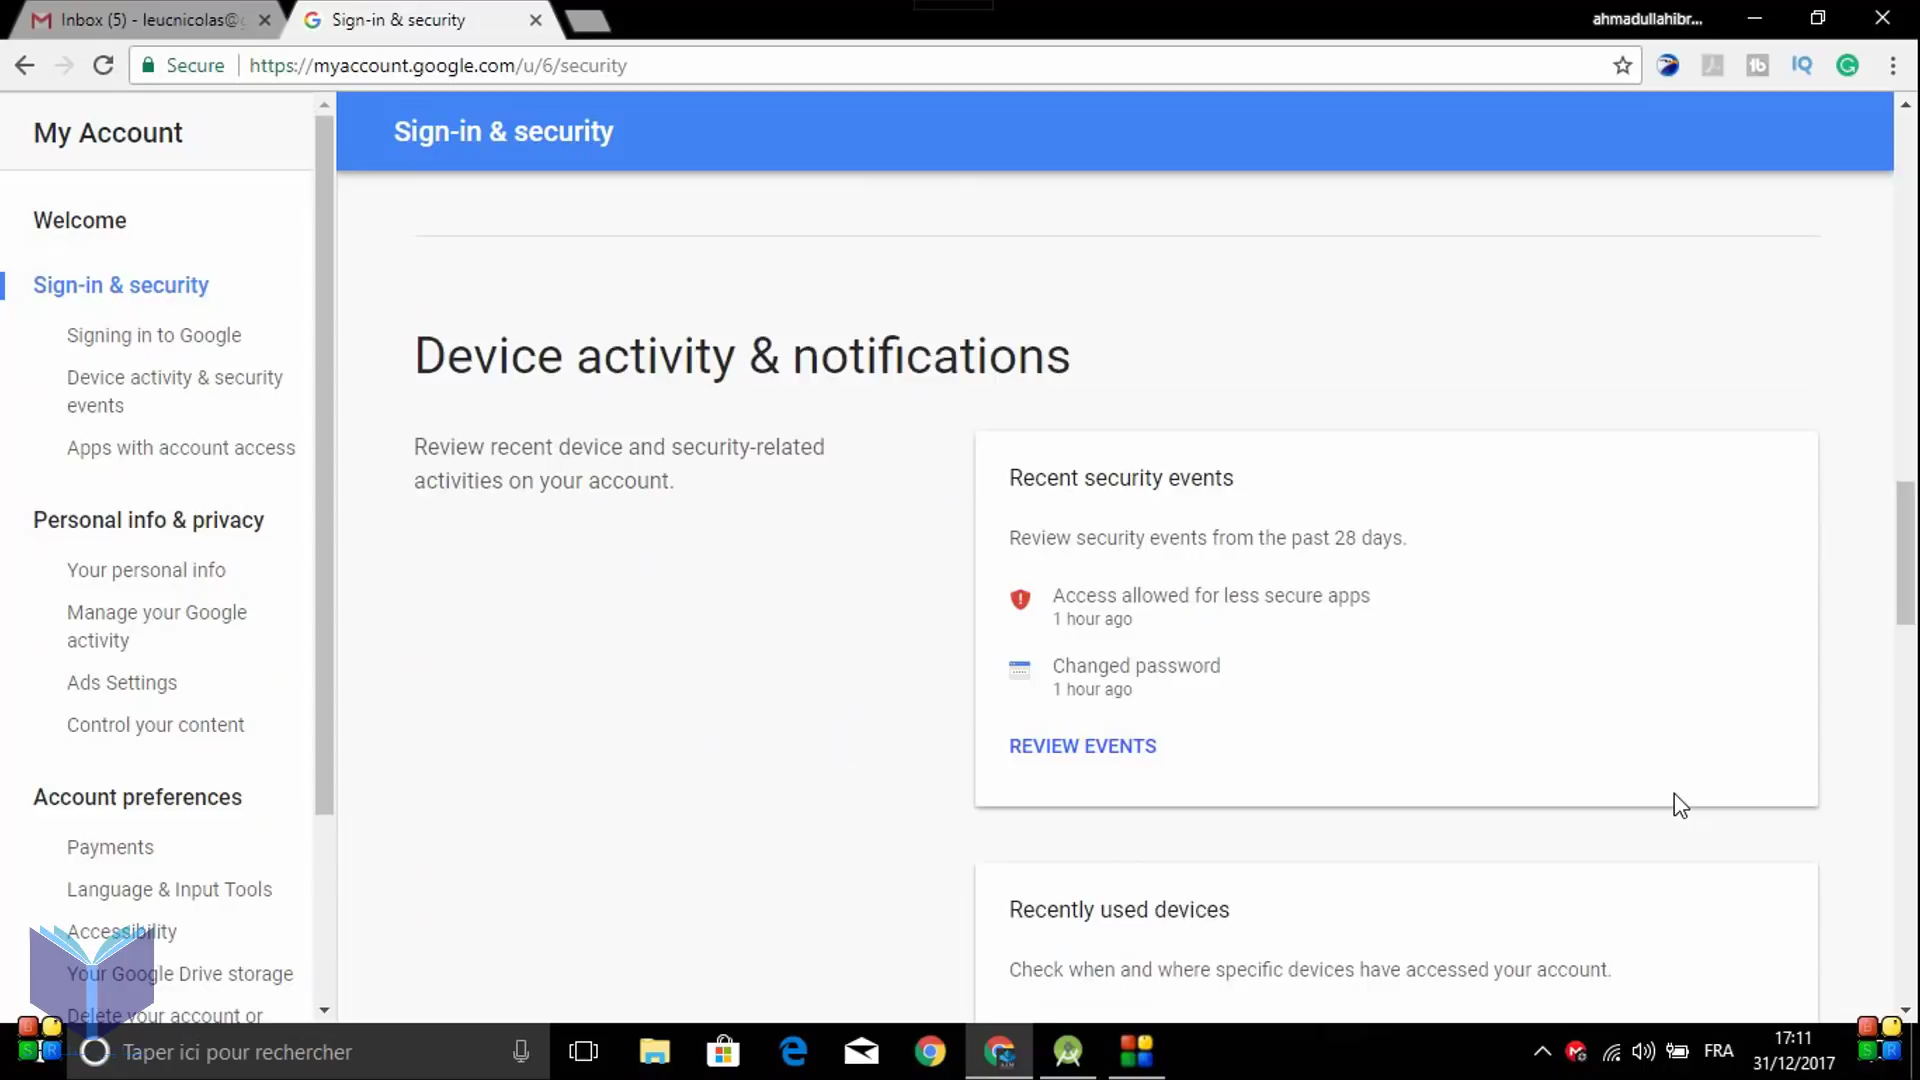 Inbox (5) - leucnicolas@
Sign-in & security
ahmadullahibr...
Secure
https://myaccount.google.com/u/6/security
My Account
Sign-in & security
Welcome
Sign-in & security
Signing in to Google
Device activity & security
events
Apps with account access
Personal info & privacy
Your personal info
Manage your Google
activity
Ads Settings
Control your content
Account preferences
Payments
Language & Input Tools
Accessibility
Your Google Drive storage
Delete your account or
Device activity & notifications
Review recent device and security-related
activities on your account.
Recent security events
Review security events from the past 28 days.
Access allowed for less secure apps
1 hour ago
Changed password
1 hour ago
REVIEW EVENTS
Recently used devices
Check when and where specific devices have accessed your account.
Taper ici pour rechercher
FRA
17:11
31/12/2017